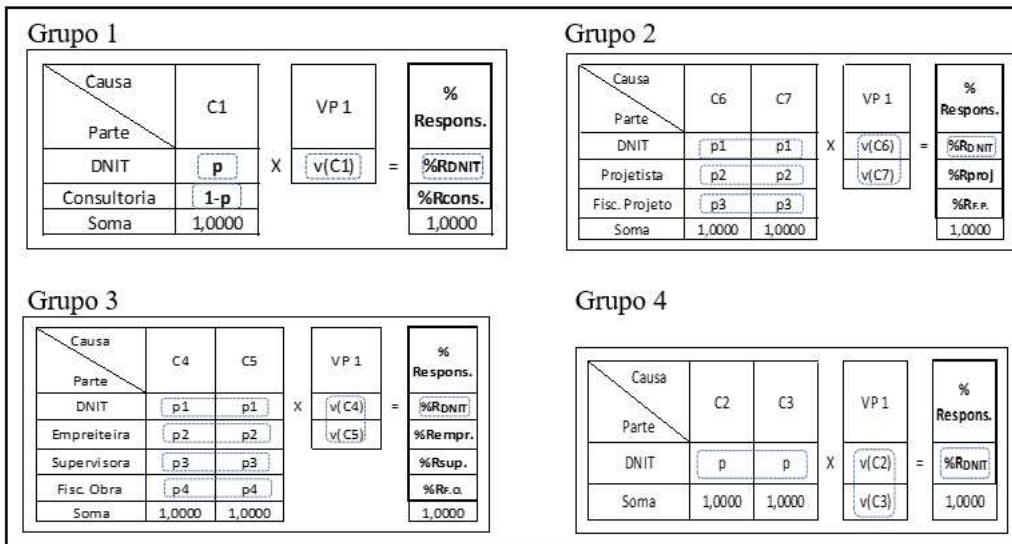 Grupo 1
Causa
Parte
C1
VP 1
%
Respons.
DNIT
p
X
v(C1)
=
%RDNIT
Consultoria
1-p
%Rcons.
Soma
1,0000
1,0000
Grupo 2
Causa
Parte
C6
C7
VP 1
%
Respons.
DNIT
p1
p1
X
v(C6)
=
%RDNIT
Projetista
p2
p2
v(C7)
%Rproj
Fisc. Projeto
p3
p3
%RF.P.
Soma
1,0000
1,0000
1,0000
Grupo 3
Causa
Parte
C4
C5
VP 1
%
Respons.
DNIT
p1
p1
X
v(C4)
=
%RDNIT
Empreiteira
p2
p2
v(C5)
%Rempr.
Supervisora
p3
p3
%Rsup.
Fisc. Obra
p4
p4
%RF.O.
Soma
1,0000
1,0000
1,0000
Grupo 4
Causa
Parte
C2
C3
VP 1
%
Respons.
DNIT
p
p
X
v(C2)
=
%RDNIT
Soma
1,0000
1,0000
v(C3)
1,0000